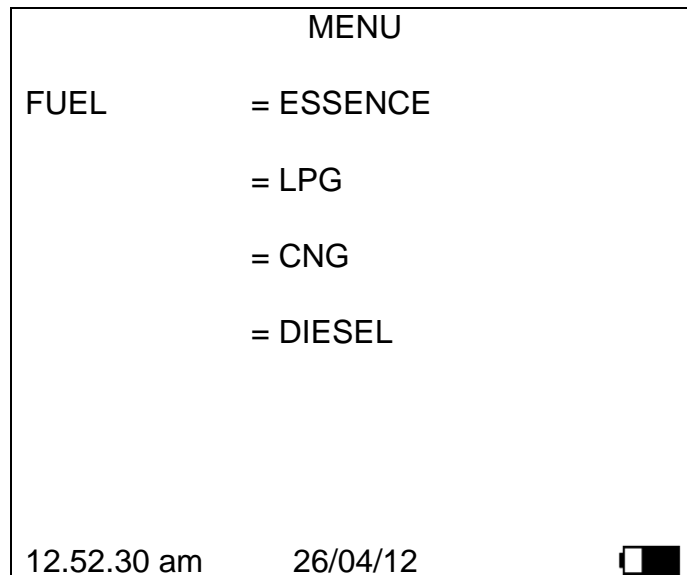 MENU
FUEL = ESSENCE
= LPG
= CNG
= DIESEL
12.52.30 am 26/04/12